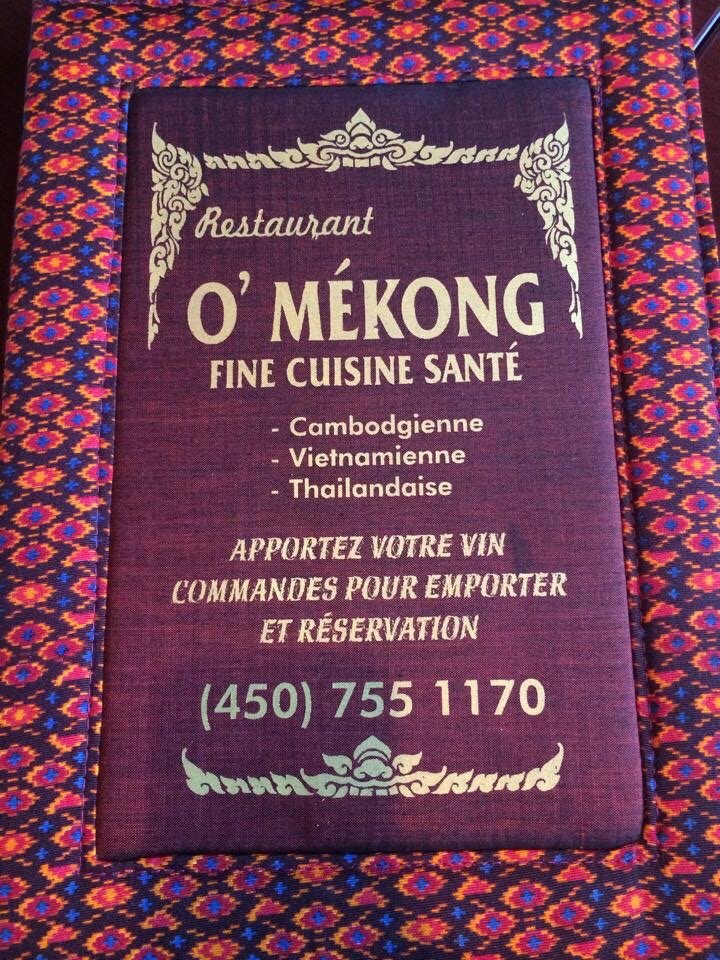 Restaurant
O' MÉKONG
FINE CUISINE SANTÉ
- Cambodgienne
- Vietnamienne
- Thailandaise
APPORTEZ VOTRE VIN
COMMANDES POUR EMPORTER
ET RÉSERVATION
(450) 755 1170